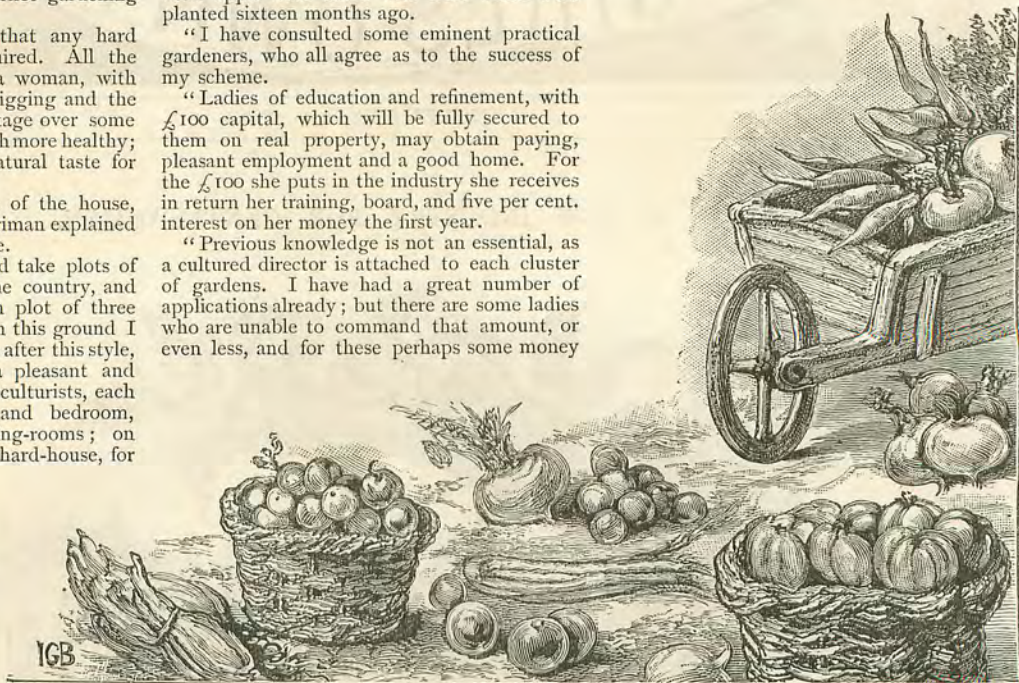 that any hard
ired. All the
a woman, with
igging and the
age over some
h more healthy;
atural taste for
of the house,
riman explained
e.
d take plots of
e country, and
plot of three
n this ground I
after this style,
pleasant and
culturists, each
and bedroom,
ng-rooms; on
hard-house, for
planted sixteen months ago.
"I have consulted some eminent practical
gardeners, who all agree as to the success of
my scheme.
"Ladies of education and refinement, with
£100 capital, which will be fully secured to
them on real property, may obtain paying,
pleasant employment and a good home. For
the £100 she puts in the industry she receives
in return her training, board, and five per cent.
interest on her money the first year.
"Previous knowledge is not an essential, as
a cultured director is attached to each cluster
of gardens. I have had a great number of
applications already; but there are some ladies
who are unable to command that amount, or
even less, and for these perhaps some money
IGB